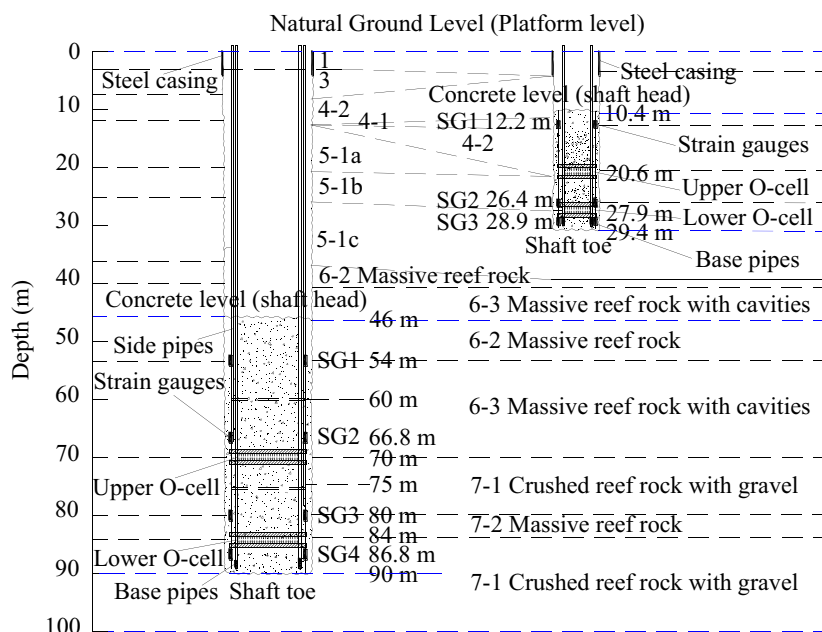 Natural Ground Level (Platform level)
0
10
20
30
40
50
60
70
80
90
100
Depth (m)
Steel casing
1
3
4-2
4-1
5-1a
5-1b
5-1c
6-2 Massive reef rock
Concrete level (shaft head)
46 m
Side pipes
SG1 54 m
Strain gauges
60 m
SG2 66.8 m
70 m
Upper O-cell
75 m
SG3 80 m
84 m
Lower O-cell
SG4 86.8 m
90 m
Base pipes
Shaft toe
Steel casing
Concrete level (shaft head)
10.4 m
SG1 12.2 m
4-2
Strain gauges
20.6 m
Upper O-cell
SG2 26.4 m
27.9 m
Lower O-cell
SG3 28.9 m
29.4 m
Shaft toe
Base pipes
6-3 Massive reef rock with cavities
6-2 Massive reef rock
6-3 Massive reef rock with cavities
7-1 Crushed reef rock with gravel
7-2 Massive reef rock
7-1 Crushed reef rock with gravel